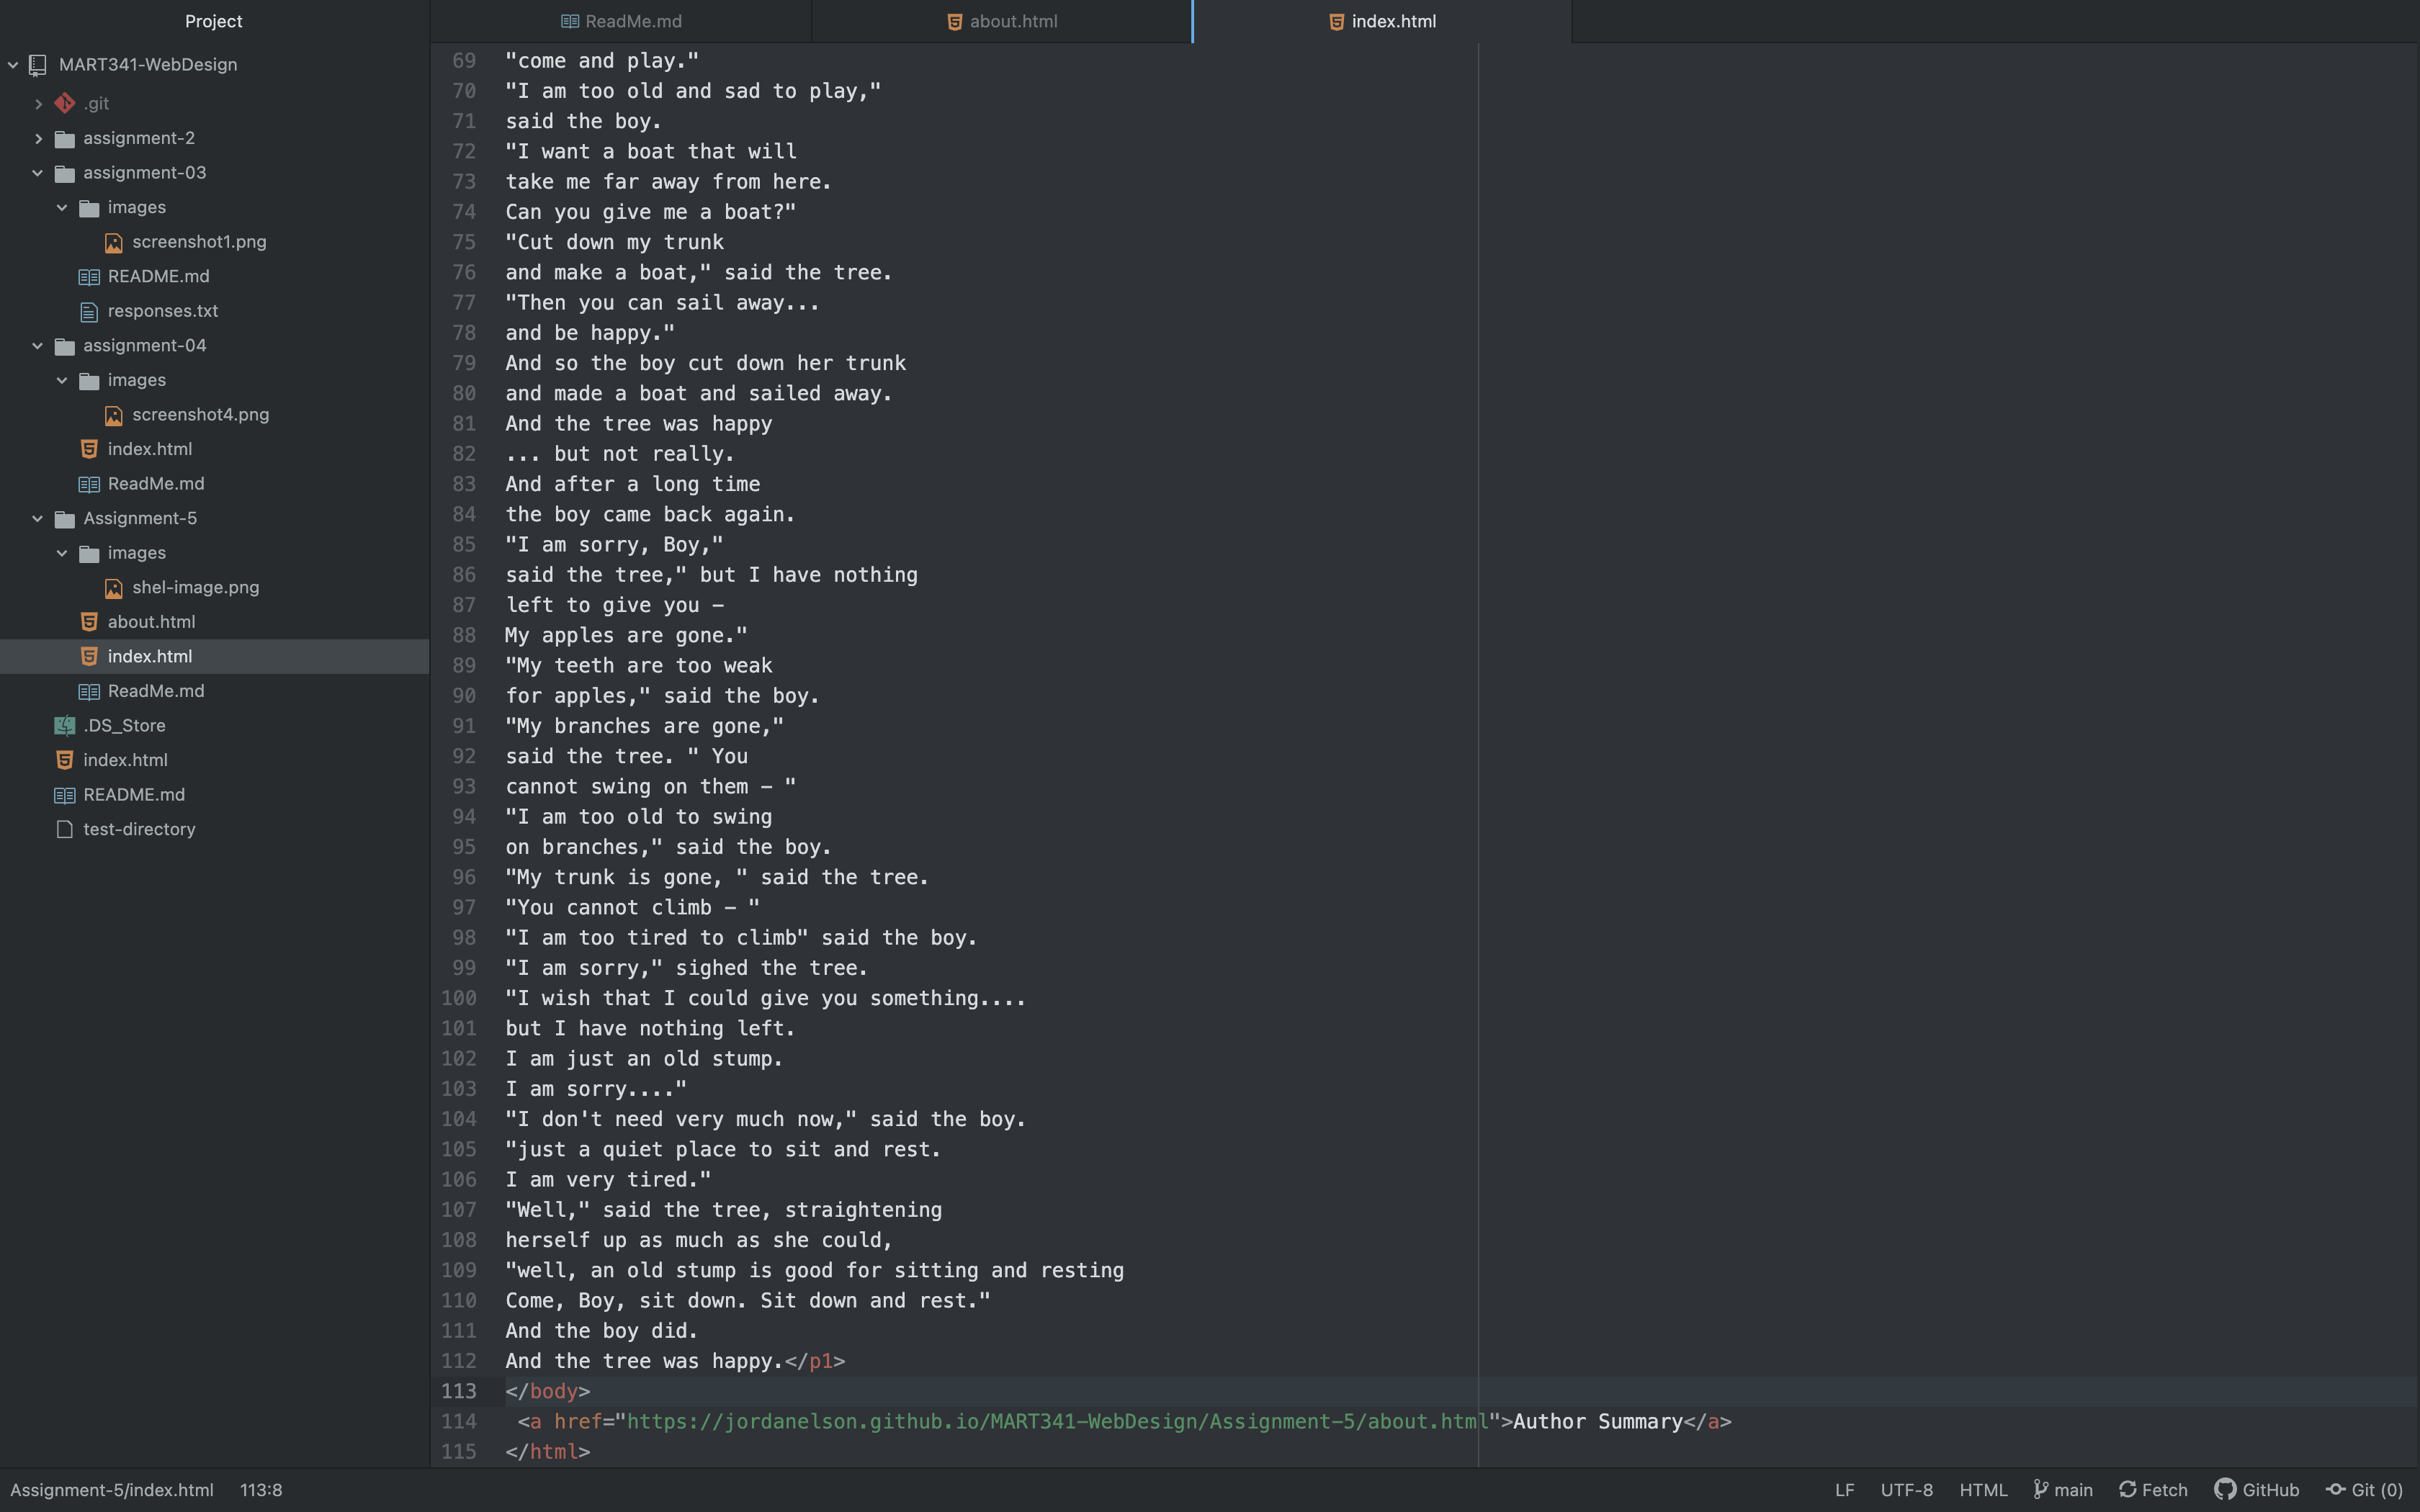 Project
ReadMe.md
about.html
index.html
MART341-WebDesign
.git
assignment-2
assignment-03
images
screenshot1.png
README.md
responses.txt
assignment-04
images
screenshot4.png
index.html
ReadMe.md
Assignment-5
images
shel-image.png
about.html
index.html
ReadMe.md
.DS_Store
index.html
README.md
test-directory
69 "come and play."
70 "I am too old and sad to play,"
71 said the boy.
72 "I want a boat that will
73 take me far away from here.
74 Can you give me a boat?"
75 "Cut down my trunk
76 and make a boat," said the tree.
77 "Then you can sail away...
78 and be happy."
79 And so the boy cut down her trunk
80 and made a boat and sailed away.
81 And the tree was happy
82 ... but not really.
83 And after a long time
84 the boy came back again.
85 "I am sorry, Boy,"
86 said the tree," but I have nothing
87 left to give you -
88 My apples are gone."
89 "My teeth are too weak
90 for apples," said the boy.
91 "My branches are gone,"
92 said the tree. " You
93 cannot swing on them - "
94 "I am too old to swing
95 on branches," said the boy.
96 "My trunk is gone, " said the tree.
97 "You cannot climb - "
98 "I am too tired to climb" said the boy.
99 "I am sorry," sighed the tree.
100 "I wish that I could give you something....
101 but I have nothing left.
102 I am just an old stump.
103 I am sorry...."
104 "I don't need very much now," said the boy.
105 "just a quiet place to sit and rest.
106 I am very tired."
107 "Well," said the tree, straightening
108 herself up as much as she could,
109 "well, an old stump is good for sitting and resting
110 Come, Boy, sit down. Sit down and rest."
111 And the boy did.
112 And the tree was happy.</p1>
113 </body>
114 <a href="https://jordanelson.github.io/MART341-WebDesign/Assignment-5/about.html">Author Summary</a>
115 </html>
Assignment-5/index.html 113:8 LF UTF-8 HTML main Fetch GitHub Git (0)